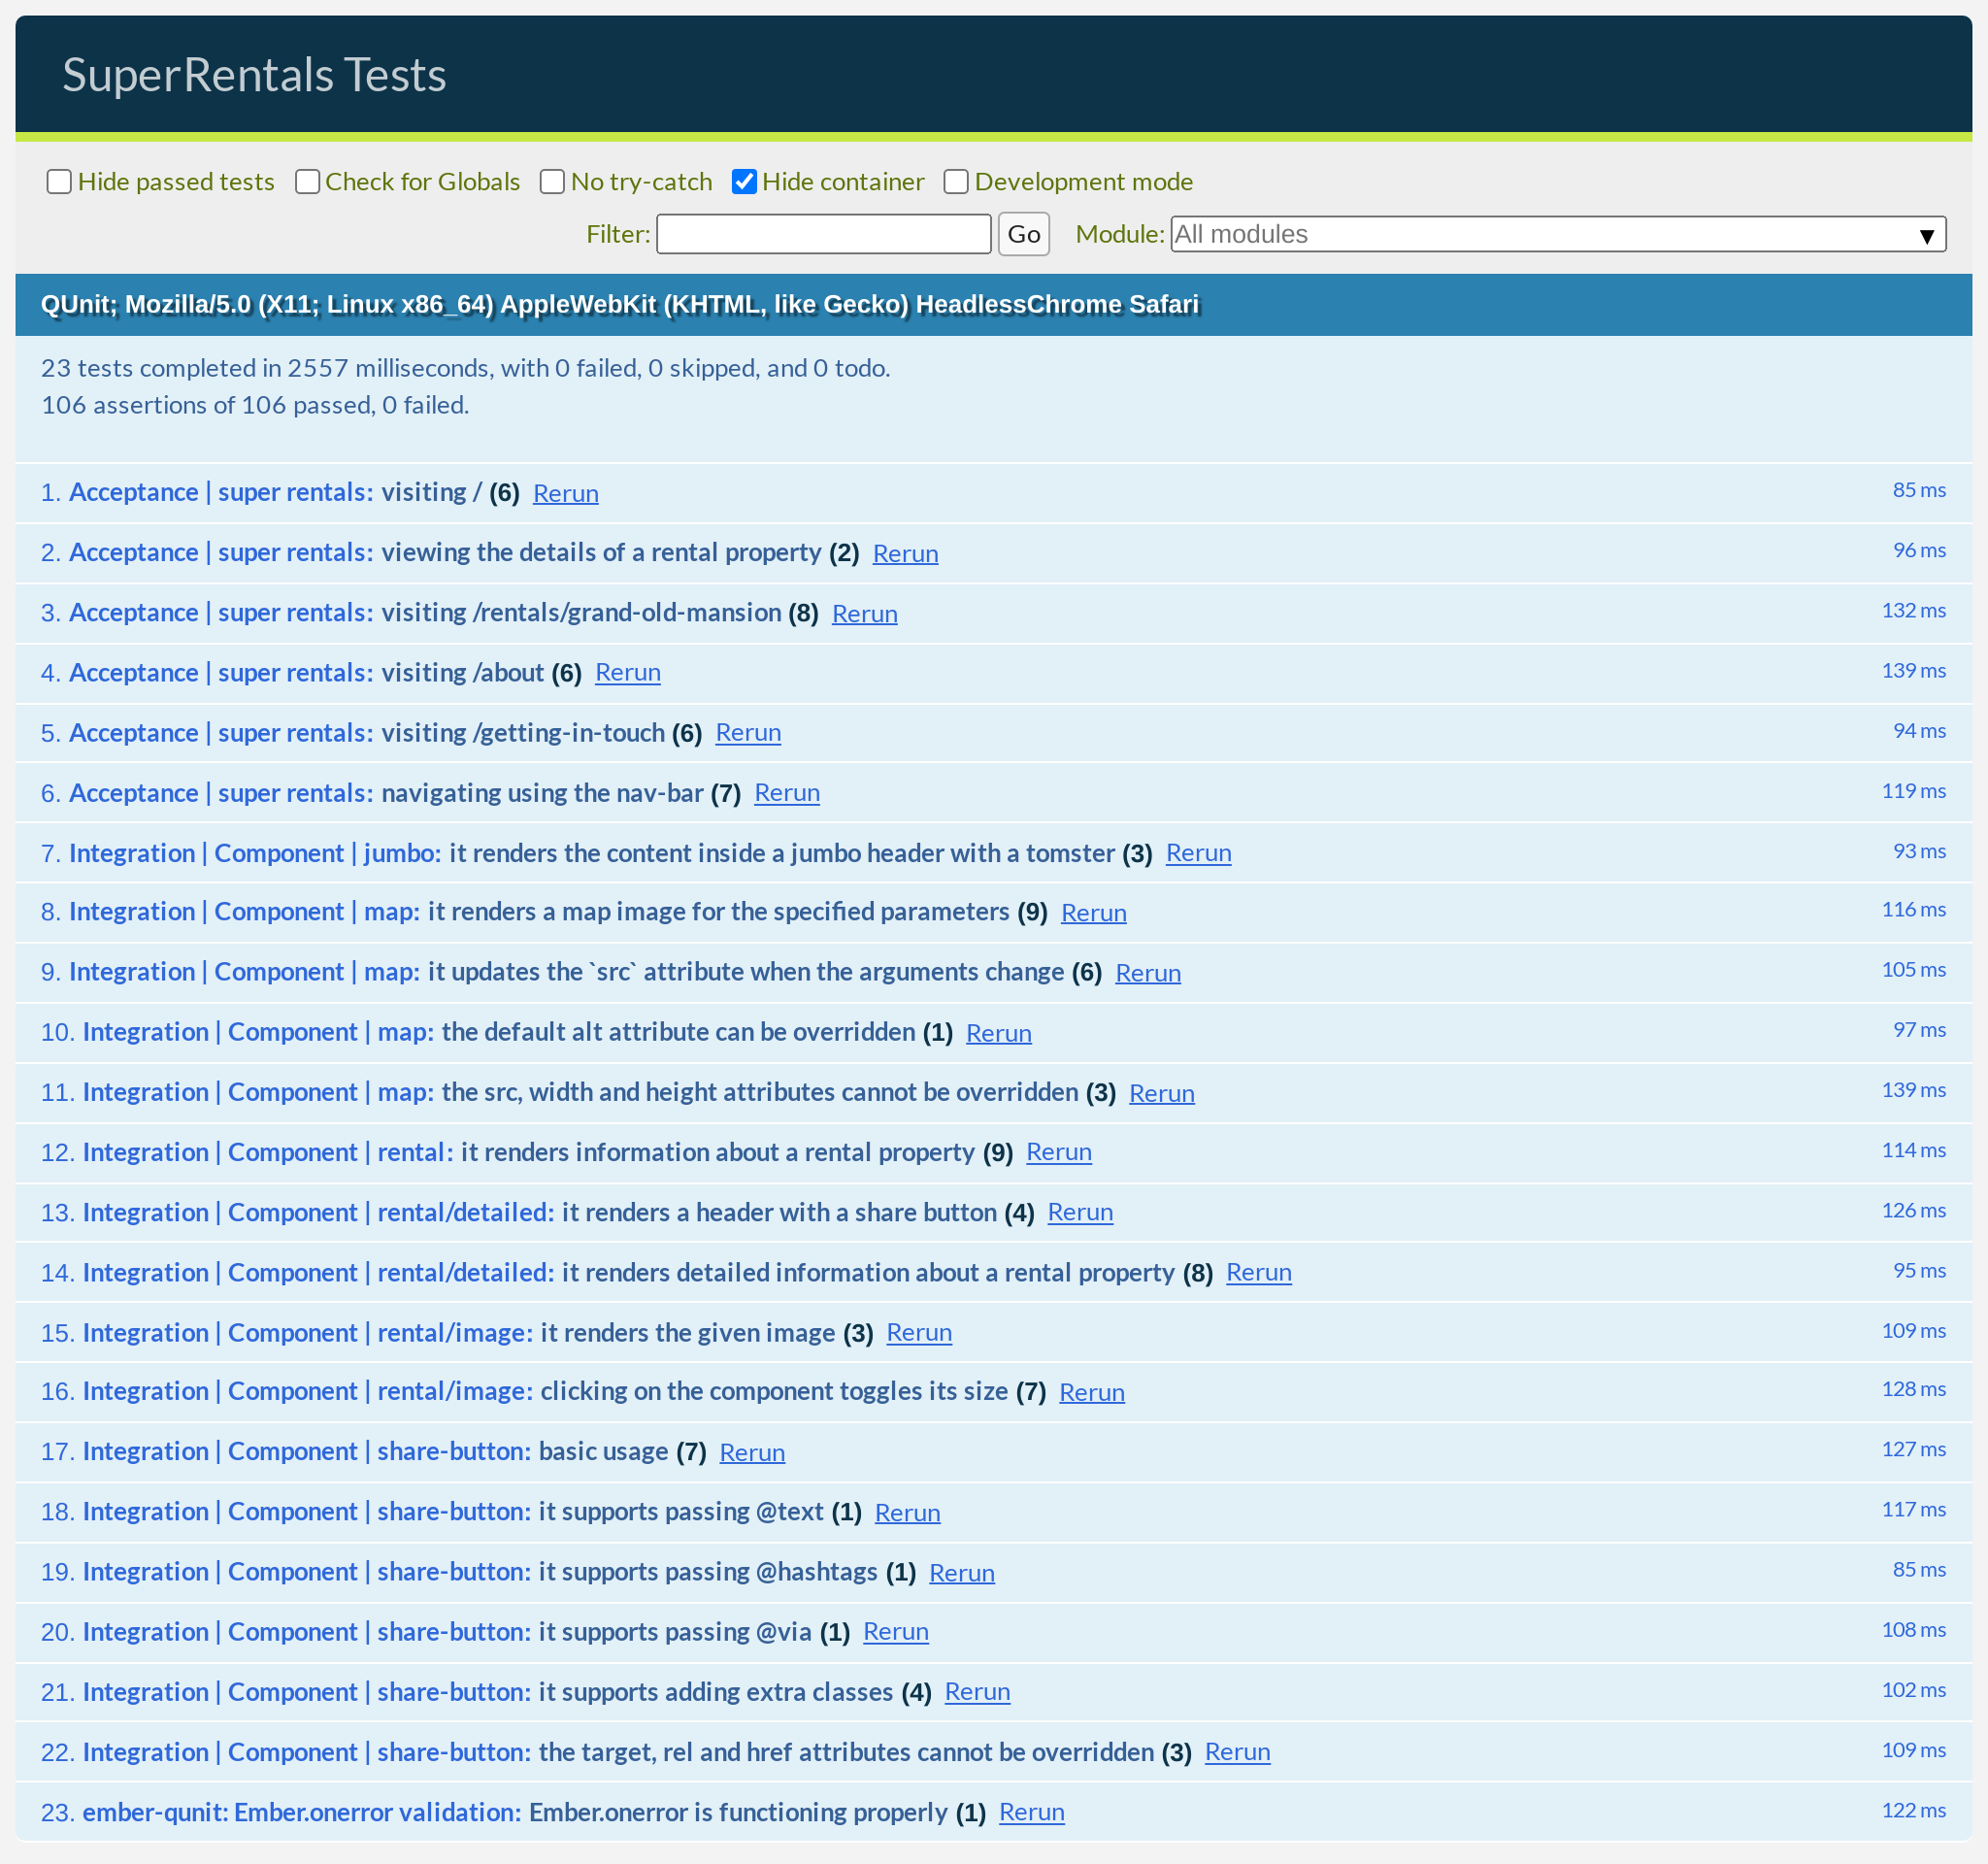 SuperRentals Tests
Hide passed tests Check for Globals No try-catch Hide container Development mode
Filter: Go Module: All modules ▼
QUnit; Mozilla/5.0 (X11; Linux x86_64) AppleWebKit (KHTML, like Gecko) HeadlessChrome Safari
23 tests completed in 2557 milliseconds, with 0 failed, 0 skipped, and 0 todo.
106 assertions of 106 passed, 0 failed.
1. Acceptance | super rentals: visiting / (6) Rerun 85 ms
2. Acceptance | super rentals: viewing the details of a rental property (2) Rerun 96 ms
3. Acceptance | super rentals: visiting /rentals/grand-old-mansion (8) Rerun 132 ms
4. Acceptance | super rentals: visiting /about (6) Rerun 139 ms
5. Acceptance | super rentals: visiting /getting-in-touch (6) Rerun 94 ms
6. Acceptance | super rentals: navigating using the nav-bar (7) Rerun 119 ms
7. Integration | Component | jumbo: it renders the content inside a jumbo header with a tomster (3) Rerun 93 ms
8. Integration | Component | map: it renders a map image for the specified parameters (9) Rerun 116 ms
9. Integration | Component | map: it updates the `src` attribute when the arguments change (6) Rerun 105 ms
10. Integration | Component | map: the default alt attribute can be overridden (1) Rerun 97 ms
11. Integration | Component | map: the src, width and height attributes cannot be overridden (3) Rerun 139 ms
12. Integration | Component | rental: it renders information about a rental property (9) Rerun 114 ms
13. Integration | Component | rental/detailed: it renders a header with a share button (4) Rerun 126 ms
14. Integration | Component | rental/detailed: it renders detailed information about a rental property (8) Rerun 95 ms
15. Integration | Component | rental/image: it renders the given image (3) Rerun 109 ms
16. Integration | Component | rental/image: clicking on the component toggles its size (7) Rerun 128 ms
17. Integration | Component | share-button: basic usage (7) Rerun 127 ms
18. Integration | Component | share-button: it supports passing @text (1) Rerun 117 ms
19. Integration | Component | share-button: it supports passing @hashtags (1) Rerun 85 ms
20. Integration | Component | share-button: it supports passing @via (1) Rerun 108 ms
21. Integration | Component | share-button: it supports adding extra classes (4) Rerun 102 ms
22. Integration | Component | share-button: the target, rel and href attributes cannot be overridden (3) Rerun 109 ms
23. ember-qunit: Ember.onerror validation: Ember.onerror is functioning properly (1) Rerun 122 ms